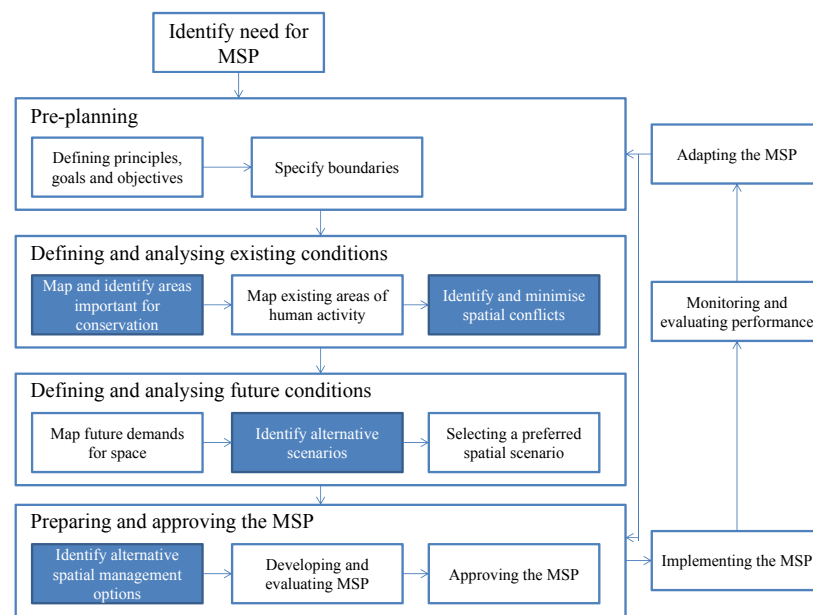 Identify need for
MSP
Pre-planning
Defining principles,
goals and objectives
Specify boundaries
Adapting the MSP
Defining and analysing existing conditions
Map and identify areas
important for
conservation
Map existing areas of
human activity
Identify and minimise
spatial conflicts
Monitoring and
evaluating performance
Defining and analysing future conditions
Map future demands
for space
Identify alternative
scenarios
Selecting a preferred
spatial scenario
Preparing and approving the MSP
Identify alternative
spatial management
options
Developing and
evaluating MSP
Approving the MSP
Implementing the MSP